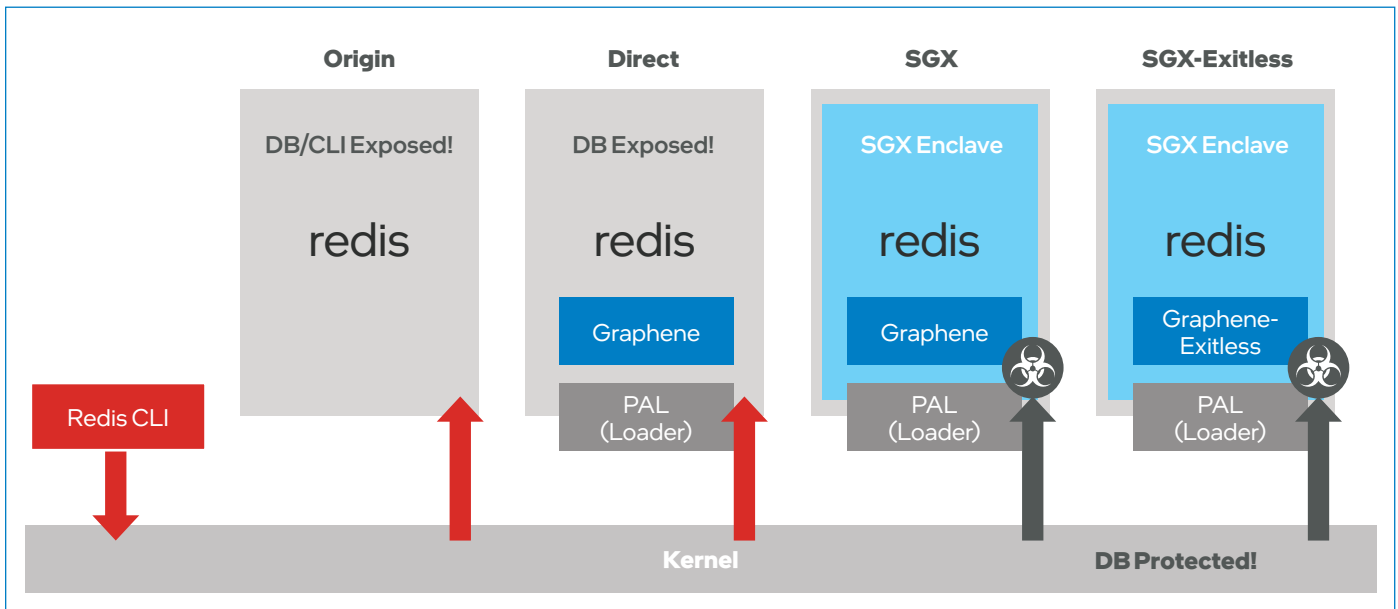 Origin
Direct
SGX
SGX-Exitless
DB/CLI Exposed!
DB Exposed!
SGX Enclave
SGX Enclave
redis
redis
redis
redis
Graphene
Graphene
Graphene-
Exitless
Redis CLI
PAL
(Loader)
PAL
(Loader)
PAL
(Loader)
Kernel
DB Protected!